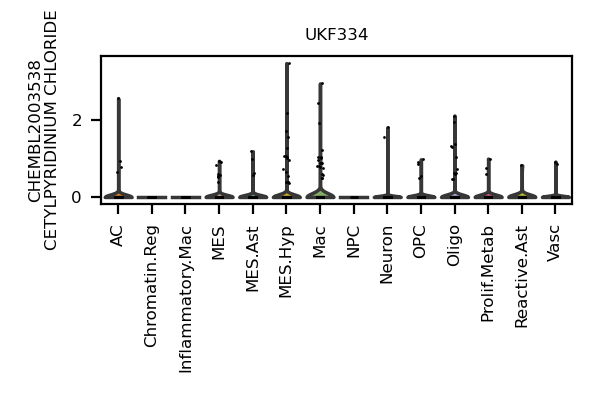 UKF334
CHEMBL2003538
CETYLPYRIDINIUM CHLORIDE
2
0
AC
Chromatin.Reg
Inflammatory.Mac
MES
MES.Ast
MES.Hyp
Mac
NPC
Neuron
OPC
Oligo
Prolif.Metab
Reactive.Ast
Vasc